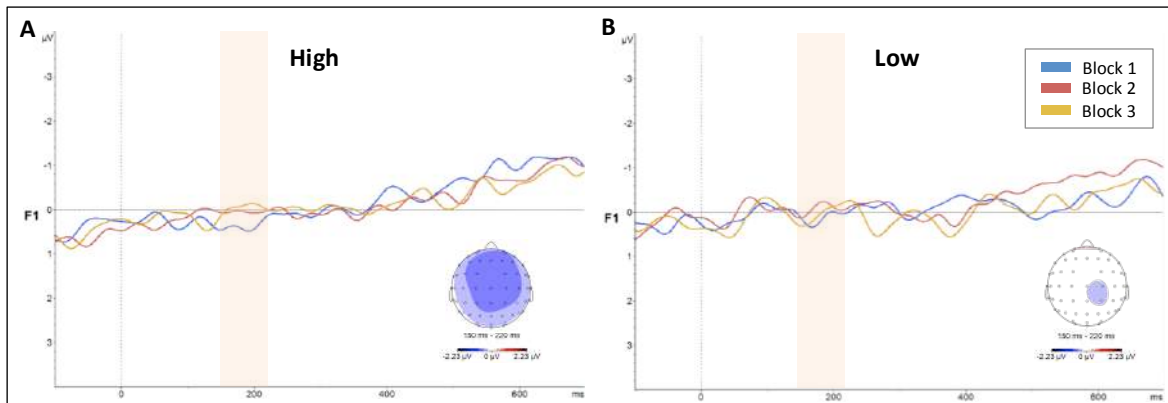 A
μV
High
-3
-2
-1
0
F1
1
2
3
150 ms - 220 ms
-2.23 μV 0 μV 2.23 μV
0 200 400 600 ms
B
μV
Low
Block 1
Block 2
Block 3
-3
-2
-1
0
F1
1
2
3
150 ms - 220 ms
-2.23 μV 0 μV 2.23 μV
0 200 400 600 ms